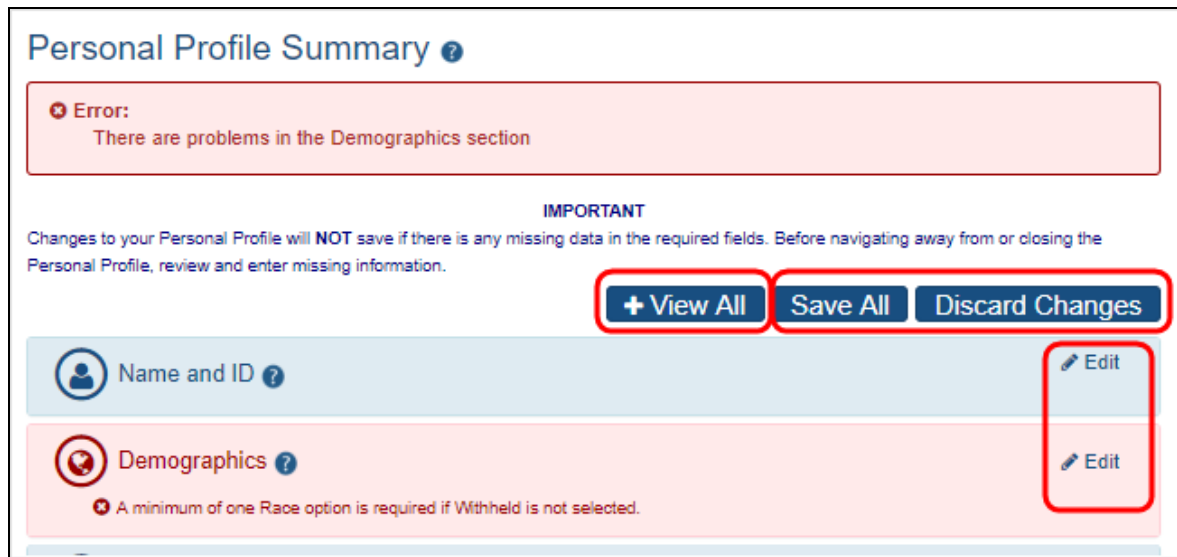 Personal Profile Summary ?
Error:
There are problems in the Demographics section
IMPORTANT
Changes to your Personal Profile will NOT save if there is any missing data in the required fields. Before navigating away from or closing the
Personal Profile, review and enter missing information.
+ View All Save All Discard Changes
Name and ID ? Edit
Demographics ? Edit
A minimum of one Race option is required if Withheld is not selected.